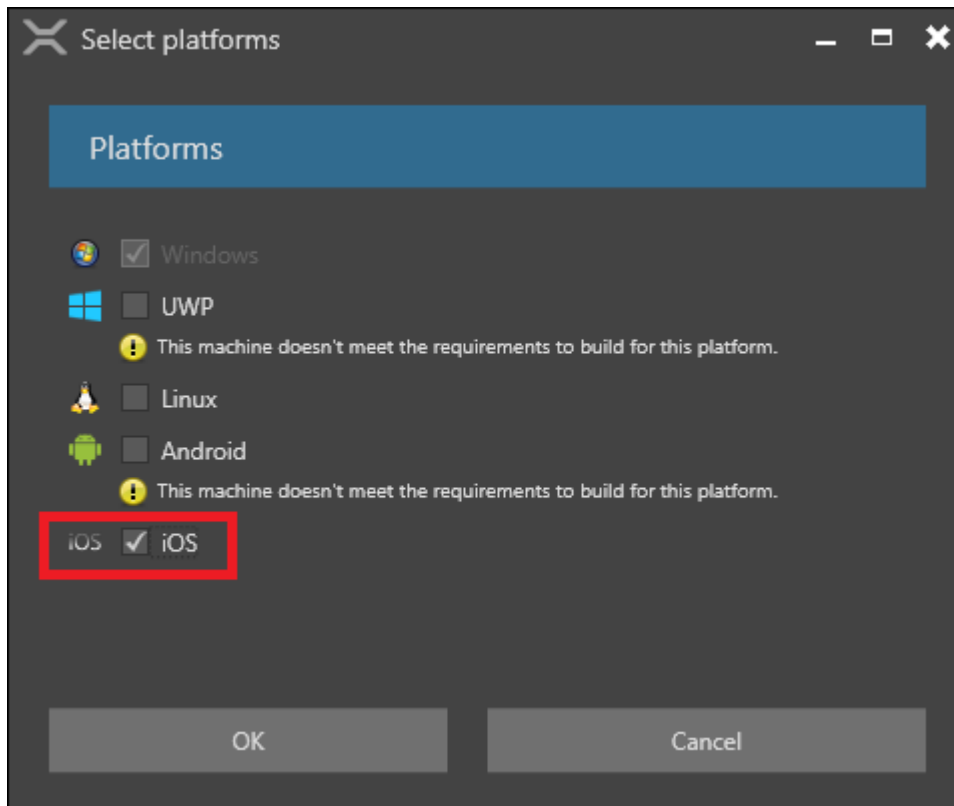 Select platforms
Platforms
Windows
UWP
This machine doesn't meet the requirements to build for this platform.
Linux
Android
This machine doesn't meet the requirements to build for this platform.
iOS iOS
OK Cancel